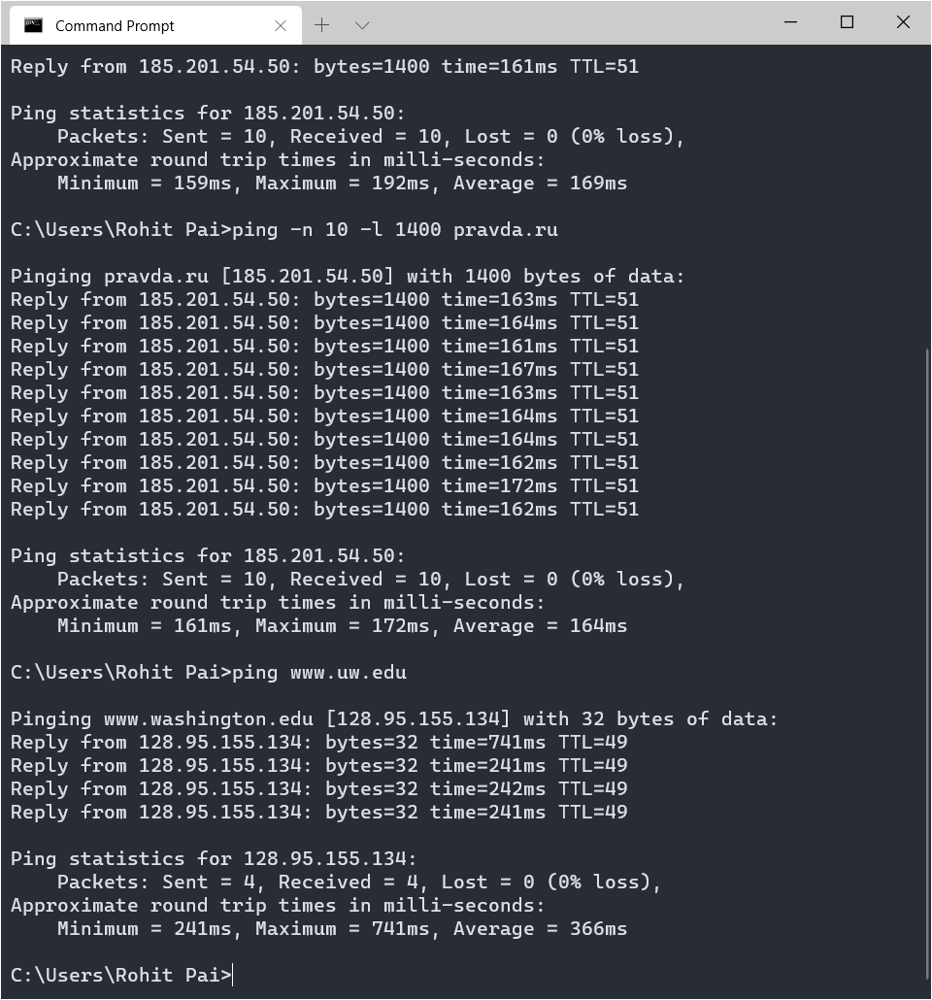 Command Prompt
Reply from 185.201.54.50: bytes=1400 time=161ms TTL=51
Ping statistics for 185.201.54.50:
    Packets: Sent = 10, Received = 10, Lost = 0 (0% loss),
Approximate round trip times in milli-seconds:
    Minimum = 159ms, Maximum = 192ms, Average = 169ms
C:\Users\Rohit Pai>ping -n 10 -l 1400 pravda.ru
Pinging pravda.ru [185.201.54.50] with 1400 bytes of data:
Reply from 185.201.54.50: bytes=1400 time=163ms TTL=51
Reply from 185.201.54.50: bytes=1400 time=164ms TTL=51
Reply from 185.201.54.50: bytes=1400 time=161ms TTL=51
Reply from 185.201.54.50: bytes=1400 time=167ms TTL=51
Reply from 185.201.54.50: bytes=1400 time=163ms TTL=51
Reply from 185.201.54.50: bytes=1400 time=164ms TTL=51
Reply from 185.201.54.50: bytes=1400 time=164ms TTL=51
Reply from 185.201.54.50: bytes=1400 time=162ms TTL=51
Reply from 185.201.54.50: bytes=1400 time=172ms TTL=51
Reply from 185.201.54.50: bytes=1400 time=162ms TTL=51
Ping statistics for 185.201.54.50:
    Packets: Sent = 10, Received = 10, Lost = 0 (0% loss),
Approximate round trip times in milli-seconds:
    Minimum = 161ms, Maximum = 172ms, Average = 164ms
C:\Users\Rohit Pai>ping www.uw.edu
Pinging www.washington.edu [128.95.155.134] with 32 bytes of data:
Reply from 128.95.155.134: bytes=32 time=741ms TTL=49
Reply from 128.95.155.134: bytes=32 time=241ms TTL=49
Reply from 128.95.155.134: bytes=32 time=242ms TTL=49
Reply from 128.95.155.134: bytes=32 time=241ms TTL=49
Ping statistics for 128.95.155.134:
    Packets: Sent = 4, Received = 4, Lost = 0 (0% loss),
Approximate round trip times in milli-seconds:
    Minimum = 241ms, Maximum = 741ms, Average = 366ms
C:\Users\Rohit Pai>